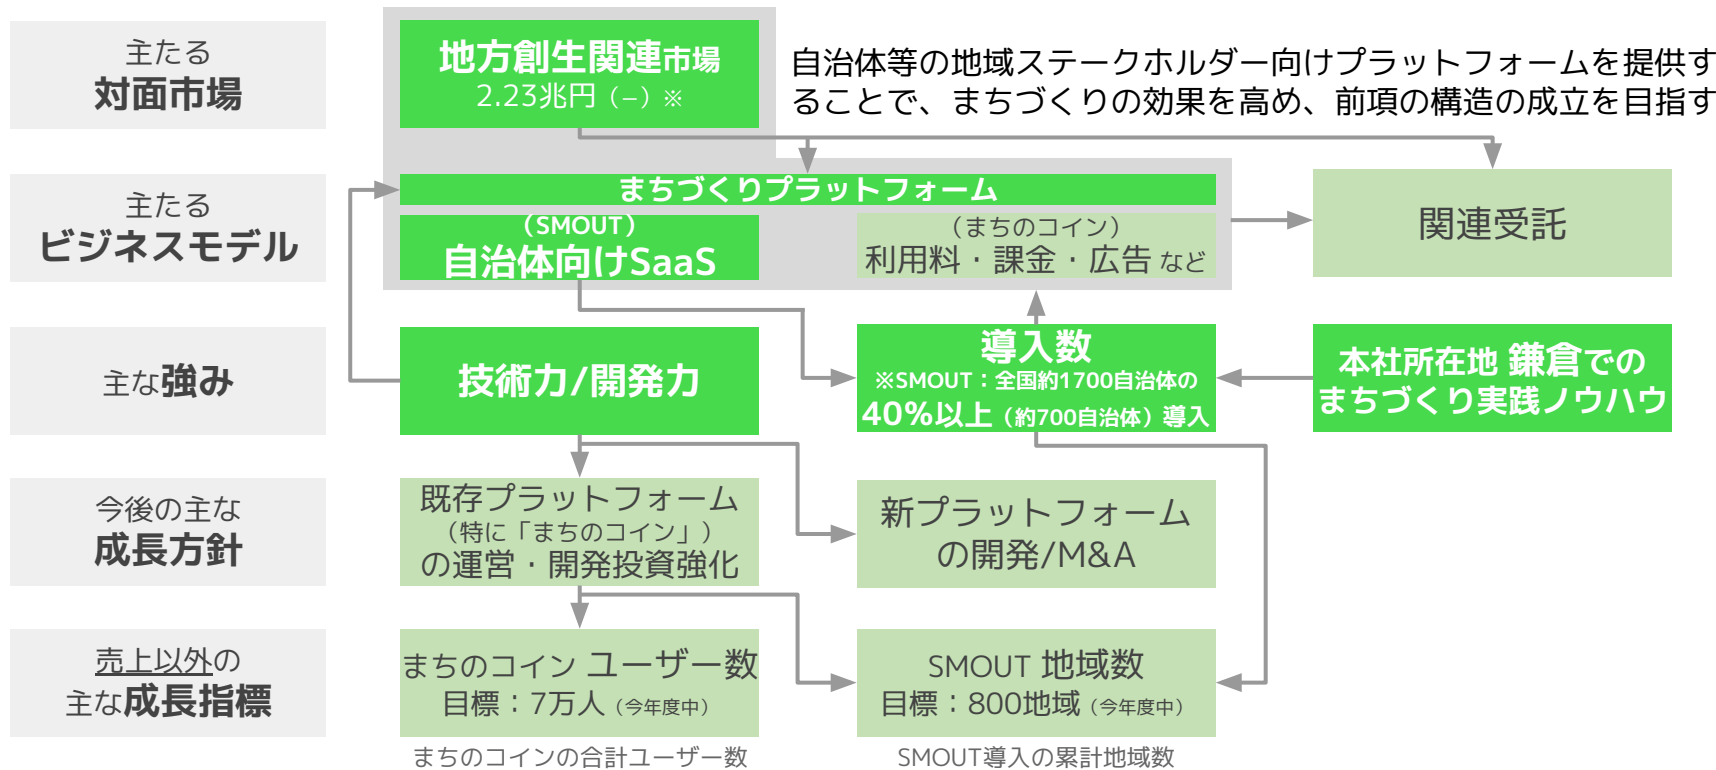 主たる
対面市場
地方創生関連市場
2.23兆円（–）※
自治体等の地域ステークホルダー向けプラットフォームを提供す
ることで、まちづくりの効果を高め、前項の構造の成立を目指す
主たる
ビジネスモデル
まちづくりプラットフォーム
（SMOUT）
自治体向けSaaS
（まちのコイン）
利用料・課金・広告 など
関連受託
主な強み
技術力/開発力
導入数
※SMOUT：全国約1700自治体の
40%以上（約700自治体）導入
本社所在地 鎌倉での
まちづくり実践ノウハウ
今後の主な
成長方針
既存プラットフォーム
（特に「まちのコイン」）
の運営・開発投資強化
新プラットフォーム
の開発/M&A
売上以外の
主な成長指標
まちのコイン ユーザー数
目標：7万人（今年度中）
まちのコインの合計ユーザー数
SMOUT 地域数
目標：800地域（今年度中）
SMOUT導入の累計地域数